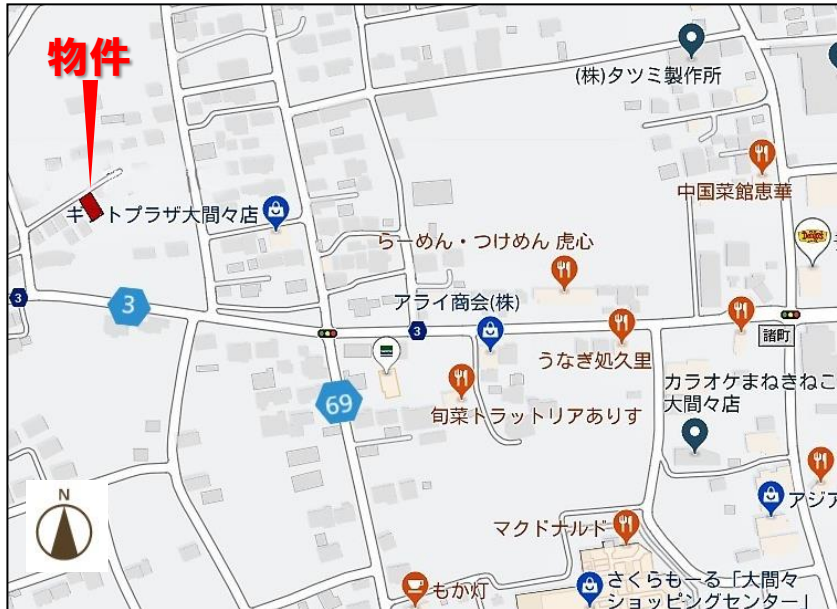 物件
(株)タツミ製作所
中国菜館恵華
ギフトプラザ大間々店
らーめん・つけめん 虎心
Denny's
3
3
アライ商会(株)
3
諸町
うなぎ処久里
カラオケまねきねこ
大間々店
69
旬菜トラットリアありす
N
アジア
マクドナルド
もか灯
さくらもーる「大間々
ショッピングセンター」